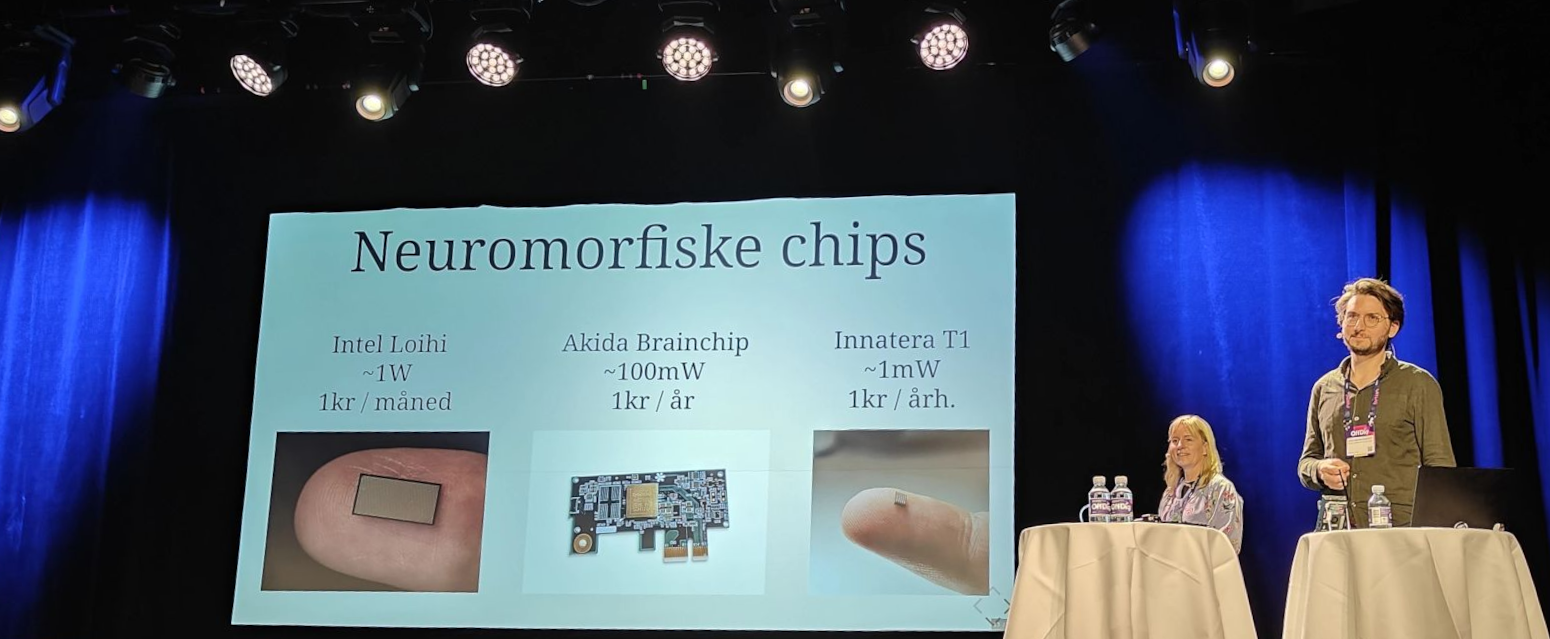 Neuromorfiske chips
Intel Loihi
~1W
1kr / måned
Akida Brainchip
~100mW
1kr / år
Innatera T1
~1mW
1kr / årh.